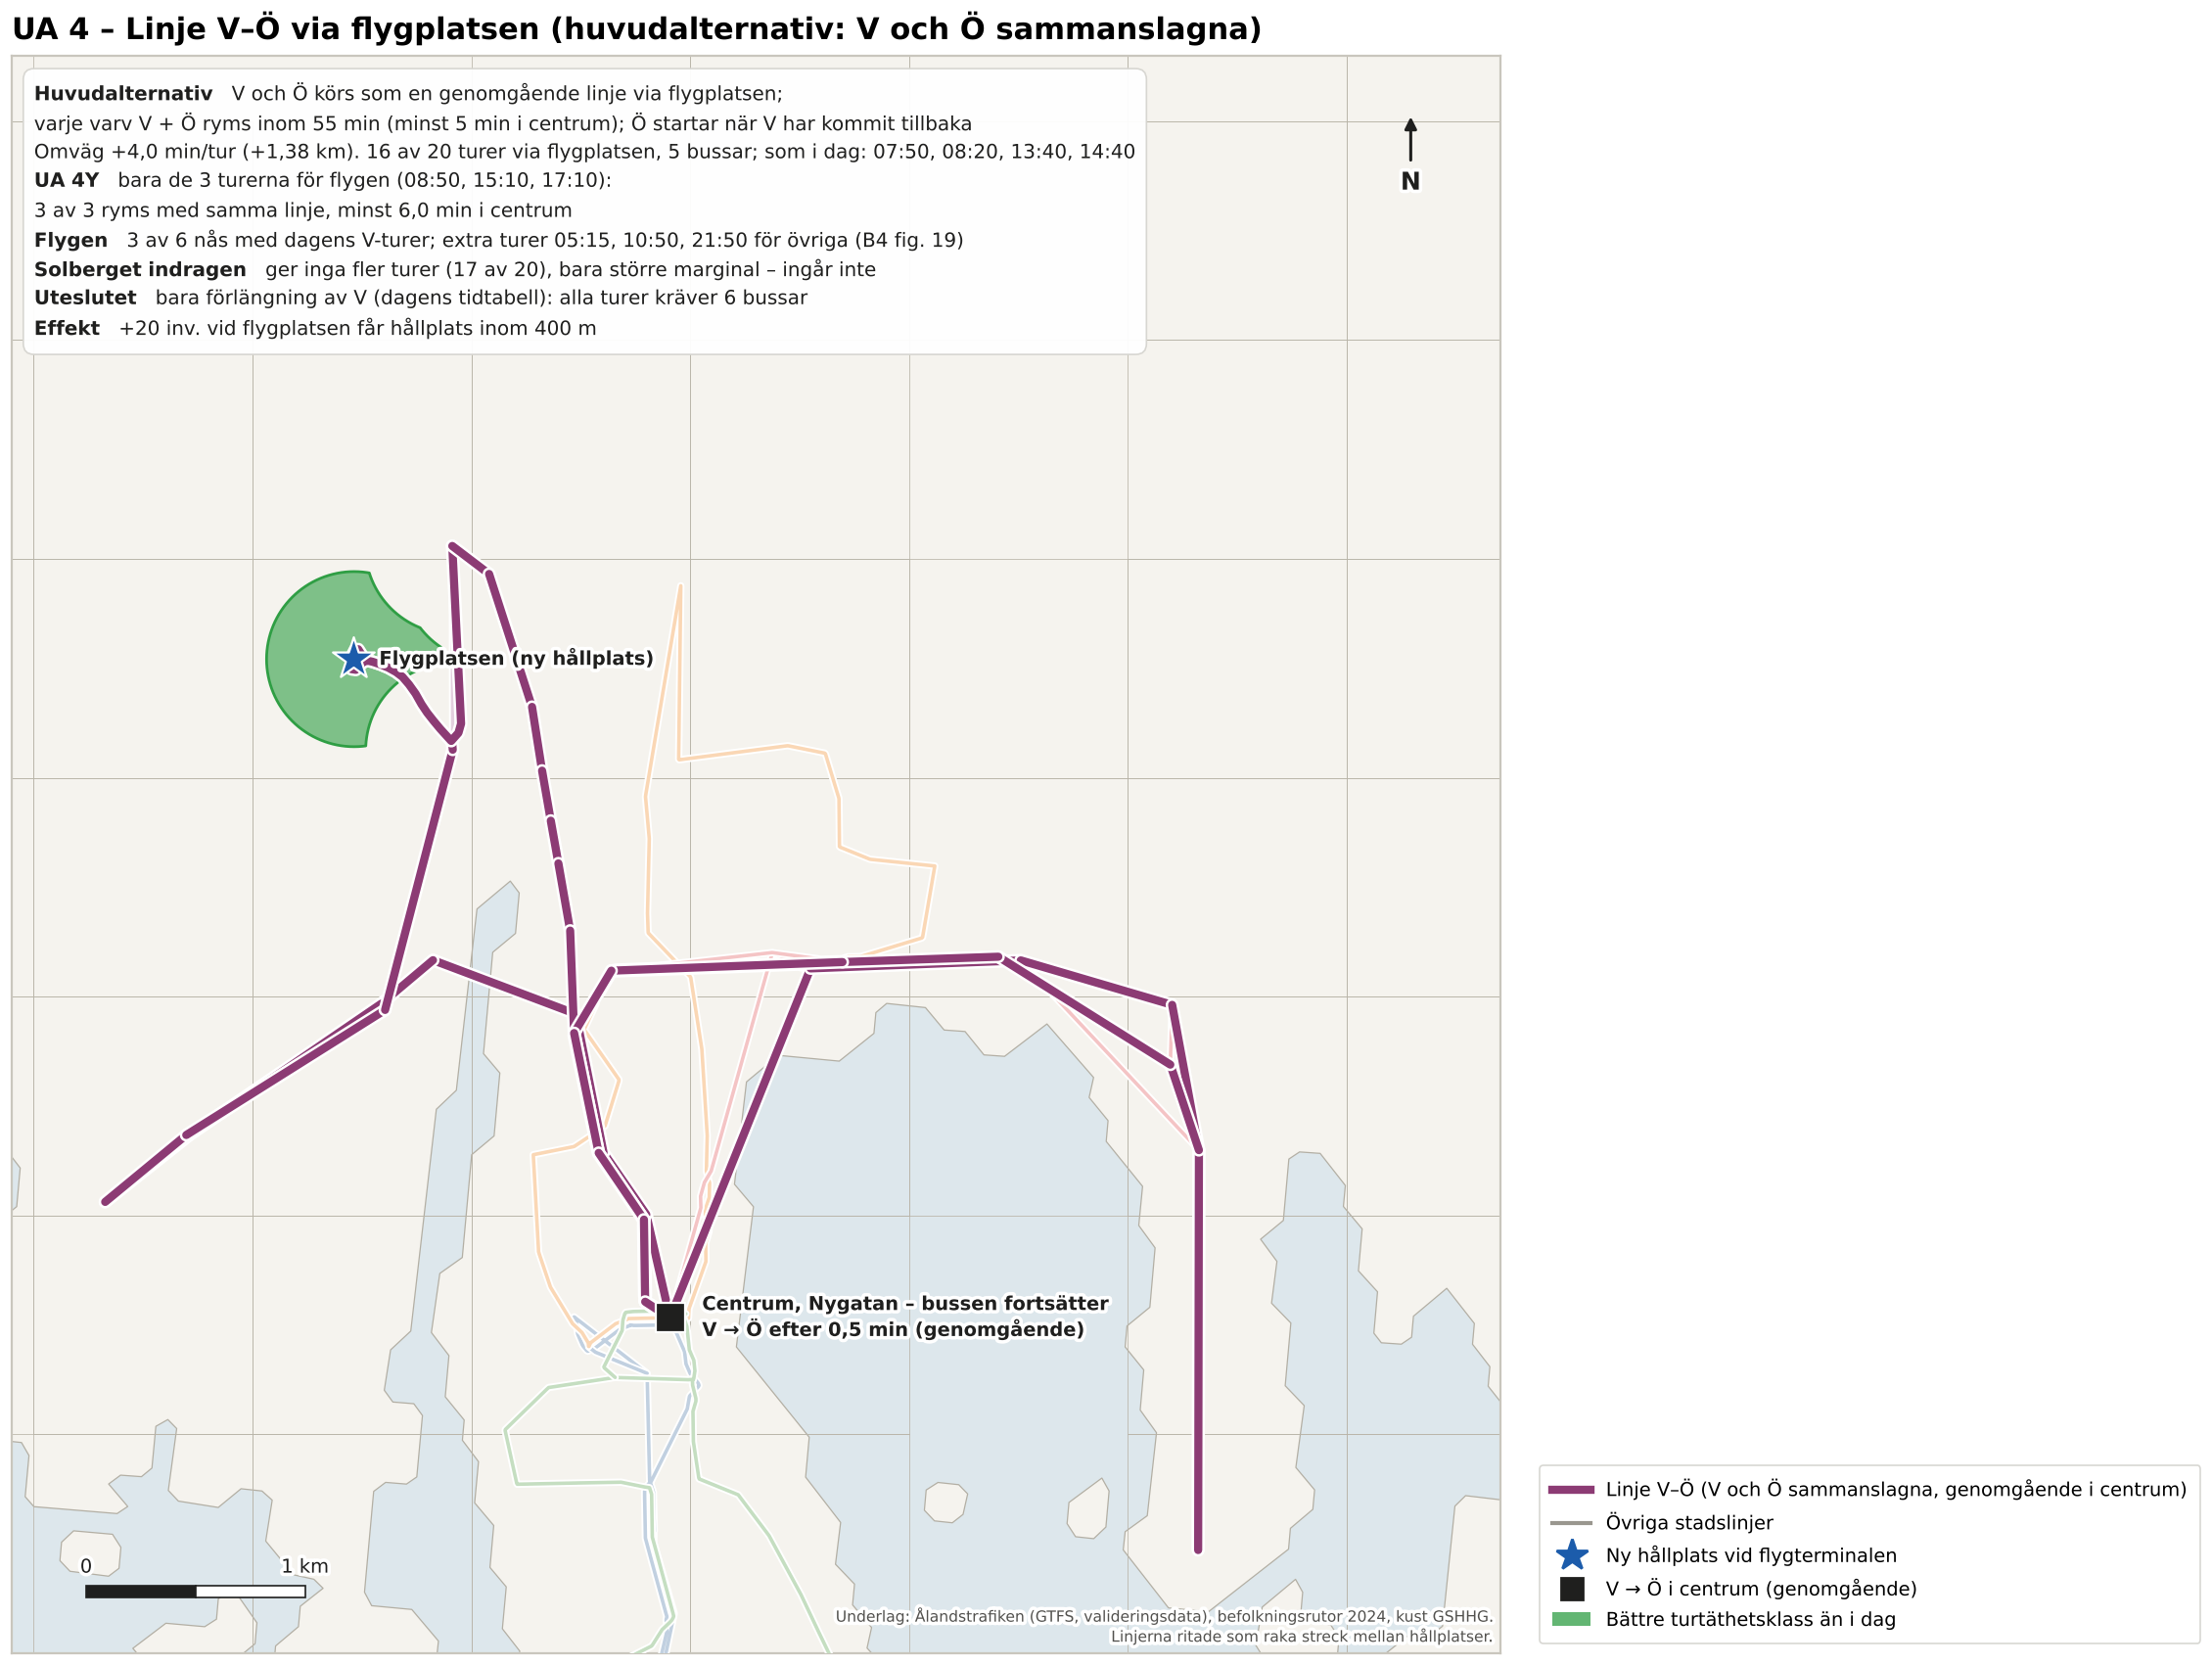 UA 4 – Linje V–Ö via flygplatsen (huvudalternativ: V och Ö sammanslagna)
Huvudalternativ V och Ö körs som en genomgående linje via flygplatsen;
varje varv V + Ö ryms inom 55 min (minst 5 min i centrum); Ö startar när V har kommit tillbaka
Omväg +4,0 min/tur (+1,38 km). 16 av 20 turer via flygplatsen, 5 bussar; som i dag: 07:50, 08:20, 13:40, 14:40
UA 4Y bara de 3 turerna för flygen (08:50, 15:10, 17:10):
3 av 3 ryms med samma linje, minst 6,0 min i centrum
Flygen 3 av 6 nås med dagens V-turer; extra turer 05:15, 10:50, 21:50 för övriga (B4 fig. 19)
Solberget indragen ger inga fler turer (17 av 20), bara större marginal – ingår inte
Uteslutet bara förlängning av V (dagens tidtabell): alla turer kräver 6 bussar
Effekt +20 inv. vid flygplatsen får hållplats inom 400 m
N
Flygplatsen (ny hållplats)
Centrum, Nygatan – bussen fortsätter
V → Ö efter 0,5 min (genomgående)
0 1 km
Underlag: Ålandstrafiken (GTFS, valideringsdata), befolkningsrutor 2024, kust GSHHG.
Linjerna ritade som raka streck mellan hållplatser.
Linje V–Ö (V och Ö sammanslagna, genomgående i centrum)
Övriga stadslinjer
Ny hållplats vid flygterminalen
V → Ö i centrum (genomgående)
Bättre turtäthetsklass än i dag